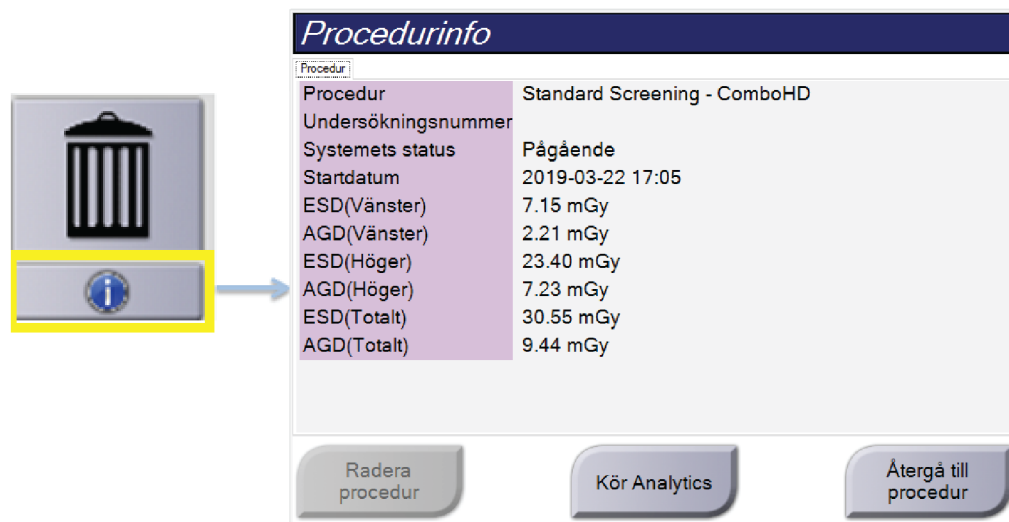 Procedurinfo
Procedur
Procedur Standard Screening - ComboHD
Undersökningsnummer
Systemets status Pågående
Startdatum 2019-03-22 17:05
ESD(Vänster) 7.15 mGy
AGD(Vänster) 2.21 mGy
ESD(Höger) 23.40 mGy
AGD(Höger) 7.23 mGy
ESD(Totalt) 30.55 mGy
AGD(Totalt) 9.44 mGy
Radera
procedur
Kör Analytics
Återgå till
procedur